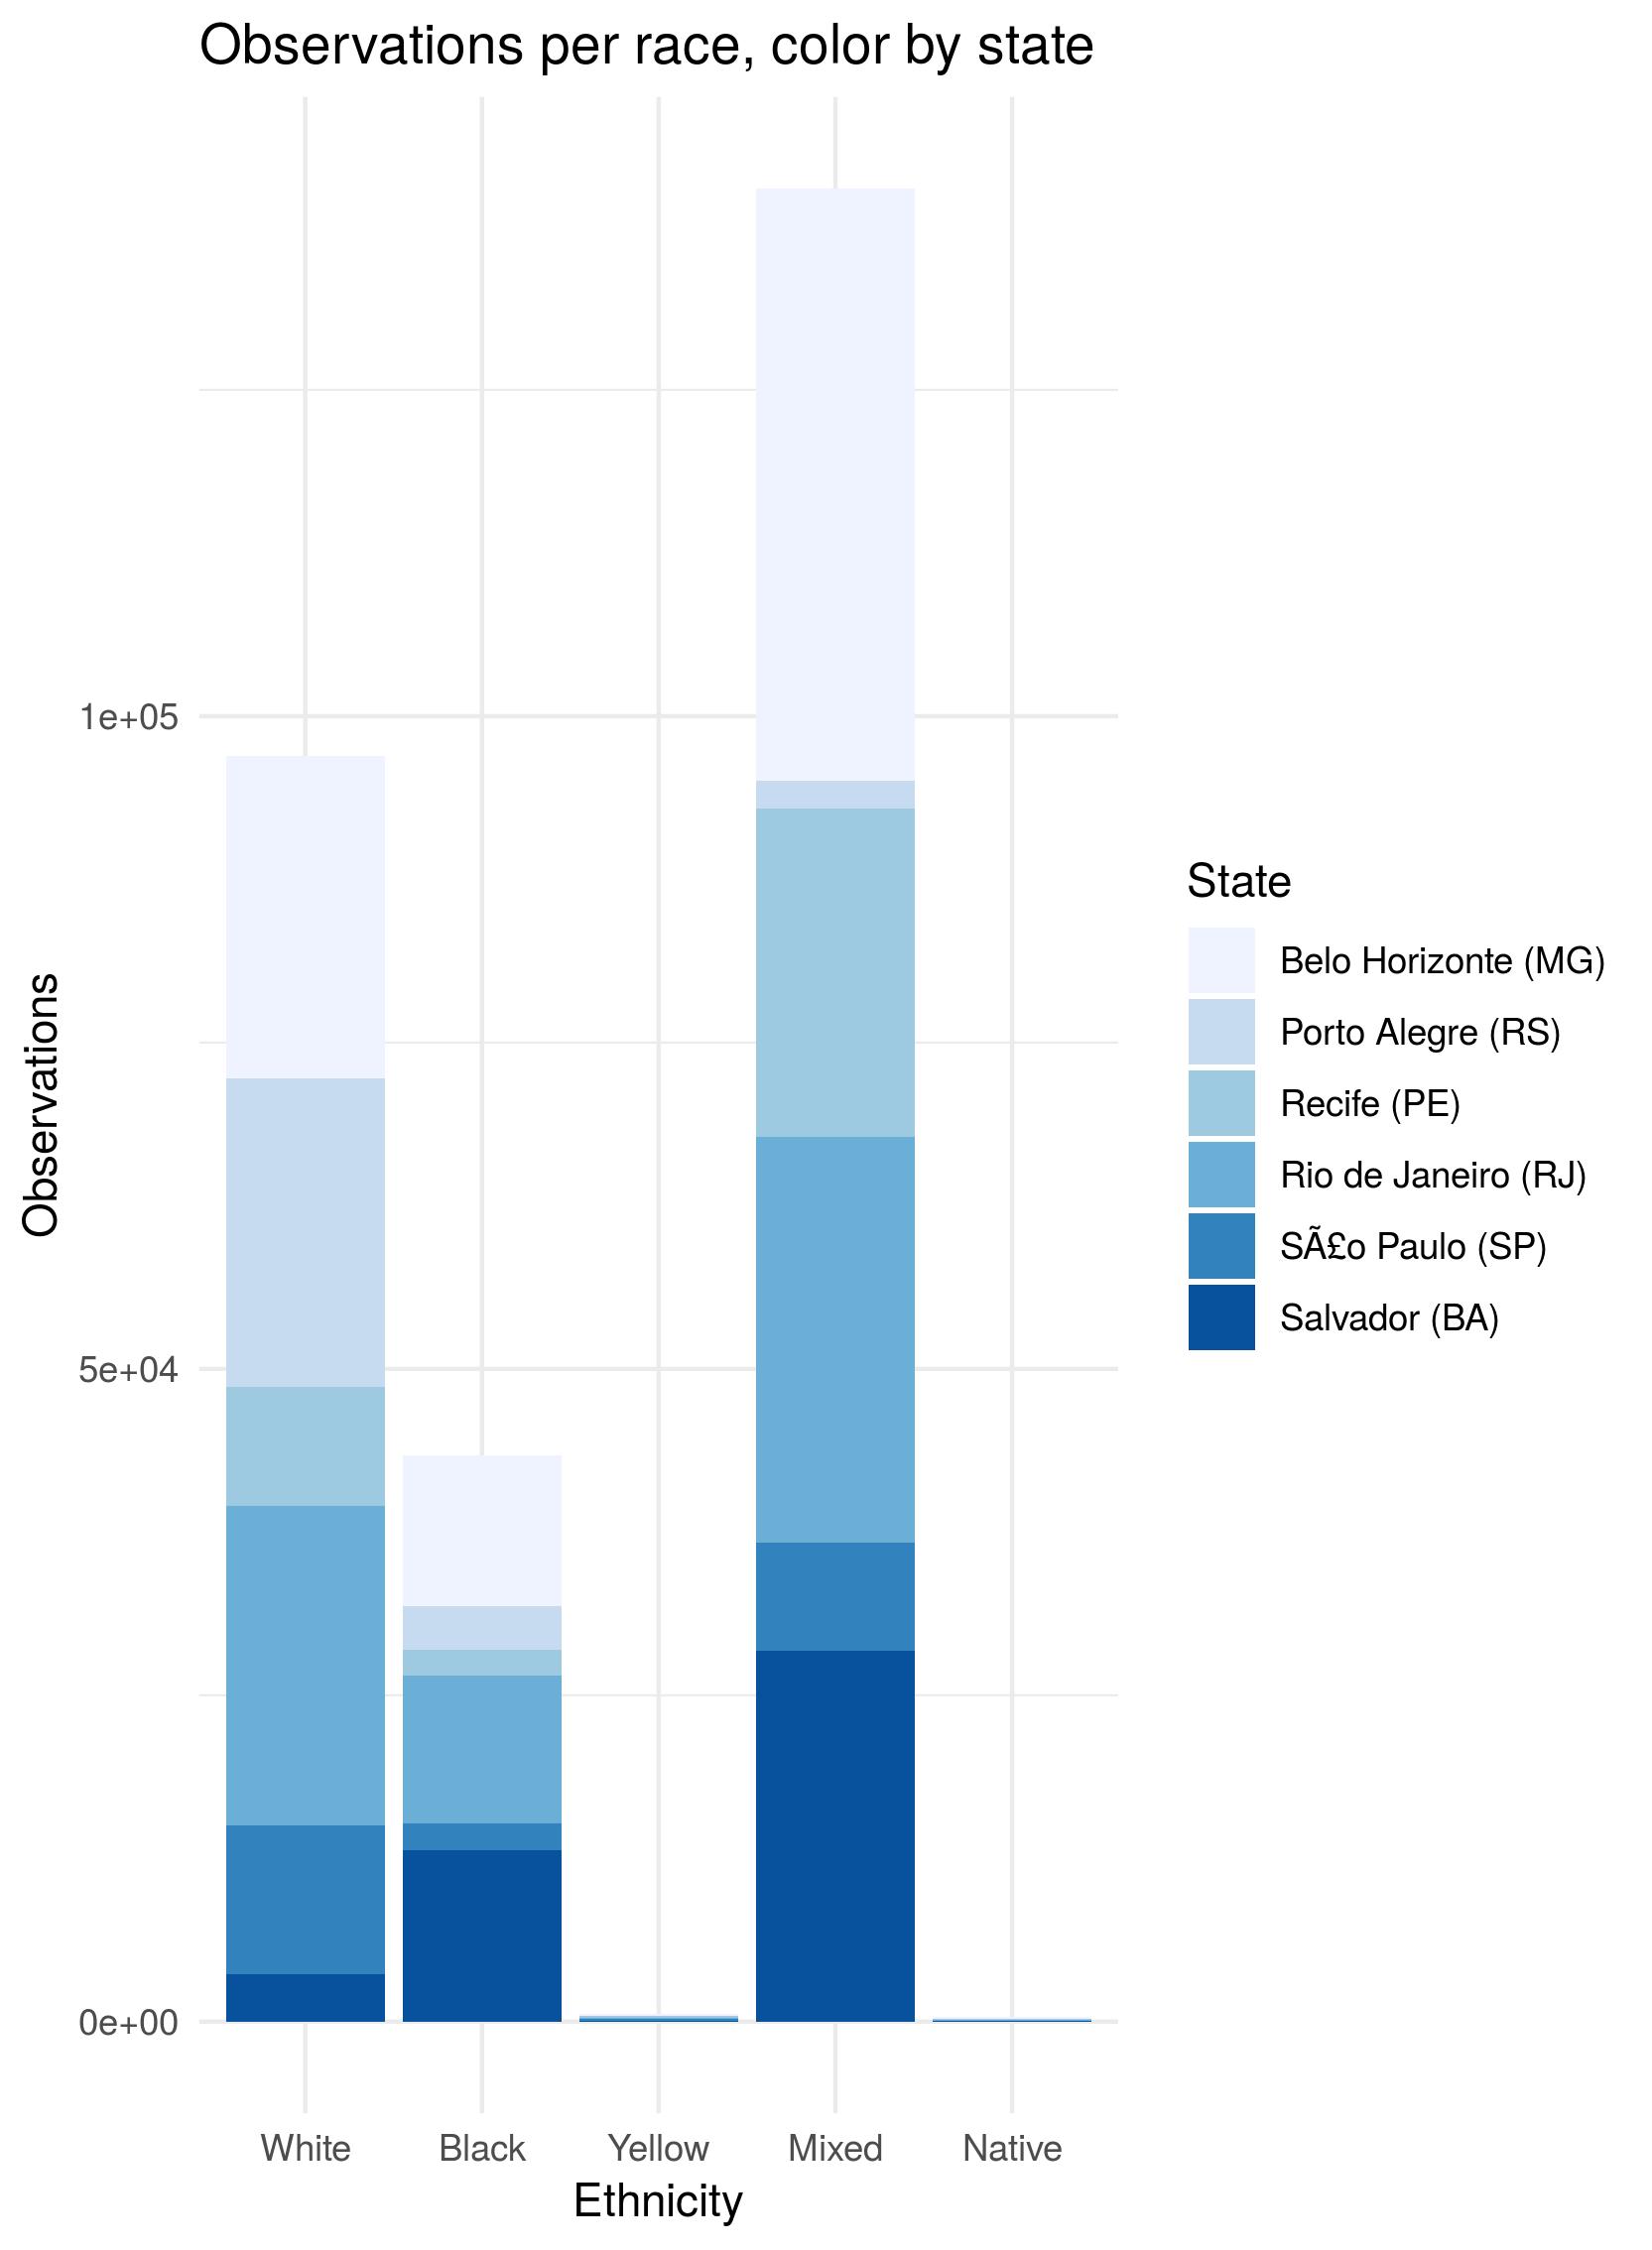 Observations per race, color by state
Observations
1e+05
5e+04
0e+00
White
Black
Yellow
Mixed
Native
Ethnicity
State
Belo Horizonte (MG)
Porto Alegre (RS)
Recife (PE)
Rio de Janeiro (RJ)
SÃ£o Paulo (SP)
Salvador (BA)